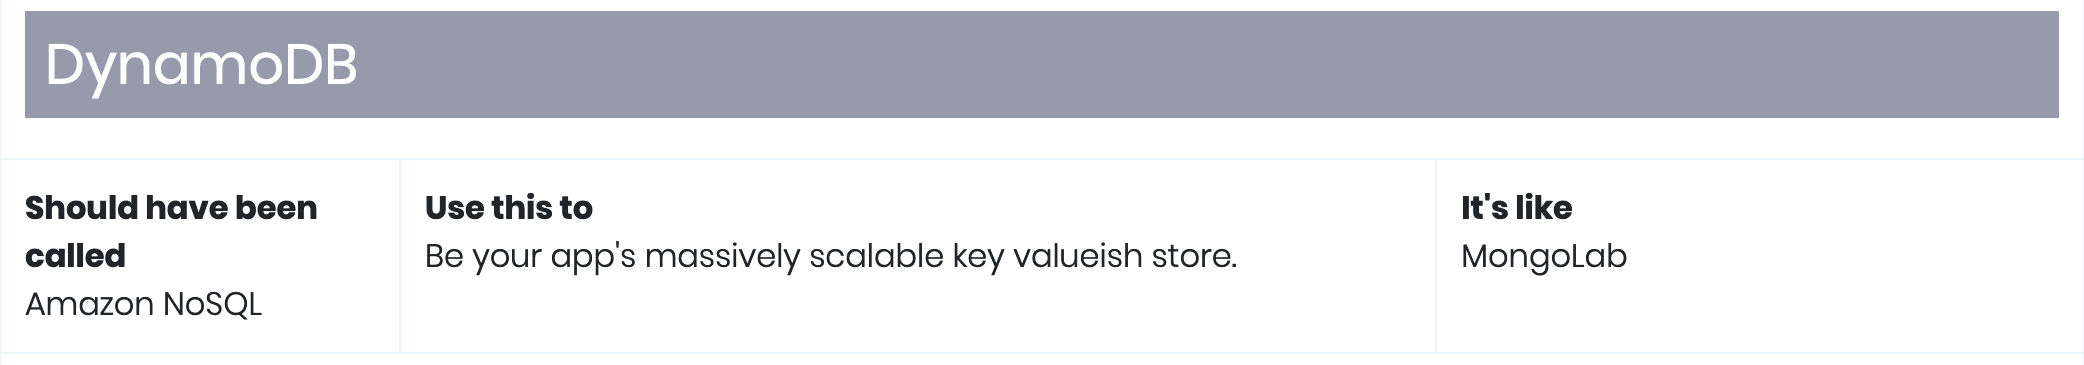 DynamoDB
Should have been
called
Amazon NoSQL
Use this to
Be your app's massively scalable key valueish store.
It's like
MongoLab